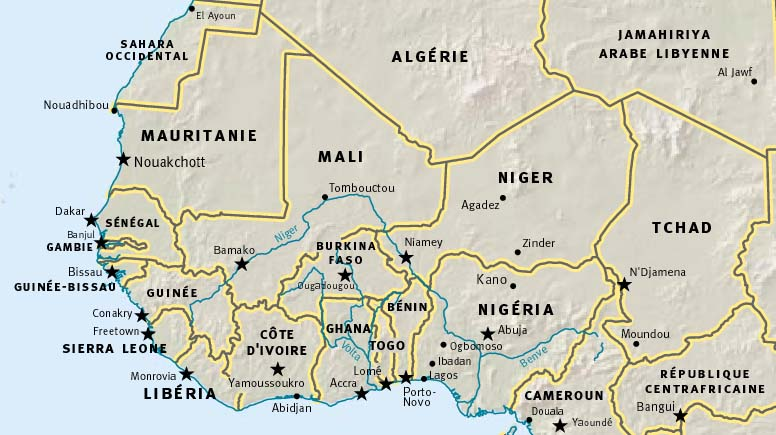 El Ayoun
SAHARA
OCCIDENTAL
ALGÉRIE
JAMAHIRIYA
ARABE LIBYENNE
Al Jawf
Nouadhibou
MAURITANIE
Nouakchott
MALI
Tombouctou
NIGER
Agadez
TCHAD
Dakar
SÉNÉGAL
Banjul
GAMBIE
Niger
Bamako
BURKINA
FASO
Niamey
Zinder
Bissau
GUINÉE-BISSAU
GUINÉE
Ougadougou
Kano
N'Djamena
Conakry
Freetown
SIERRA LEONE
CÔTE
D'IVOIRE
GHANA
BÉNIN
NIGÉRIA
Abuja
Volta
TOGO
Ogbomoso
Ibadan
Benve
Moundou
Monrovia
LIBÉRIA
Yamoussoukro
Abidjan
Accra
Lomé
Porto-
Novo
Lagos
CAMEROUN
Douala
Yaoundé
RÉPUBLIQUE
CENTRAFRICAINE
Bangui